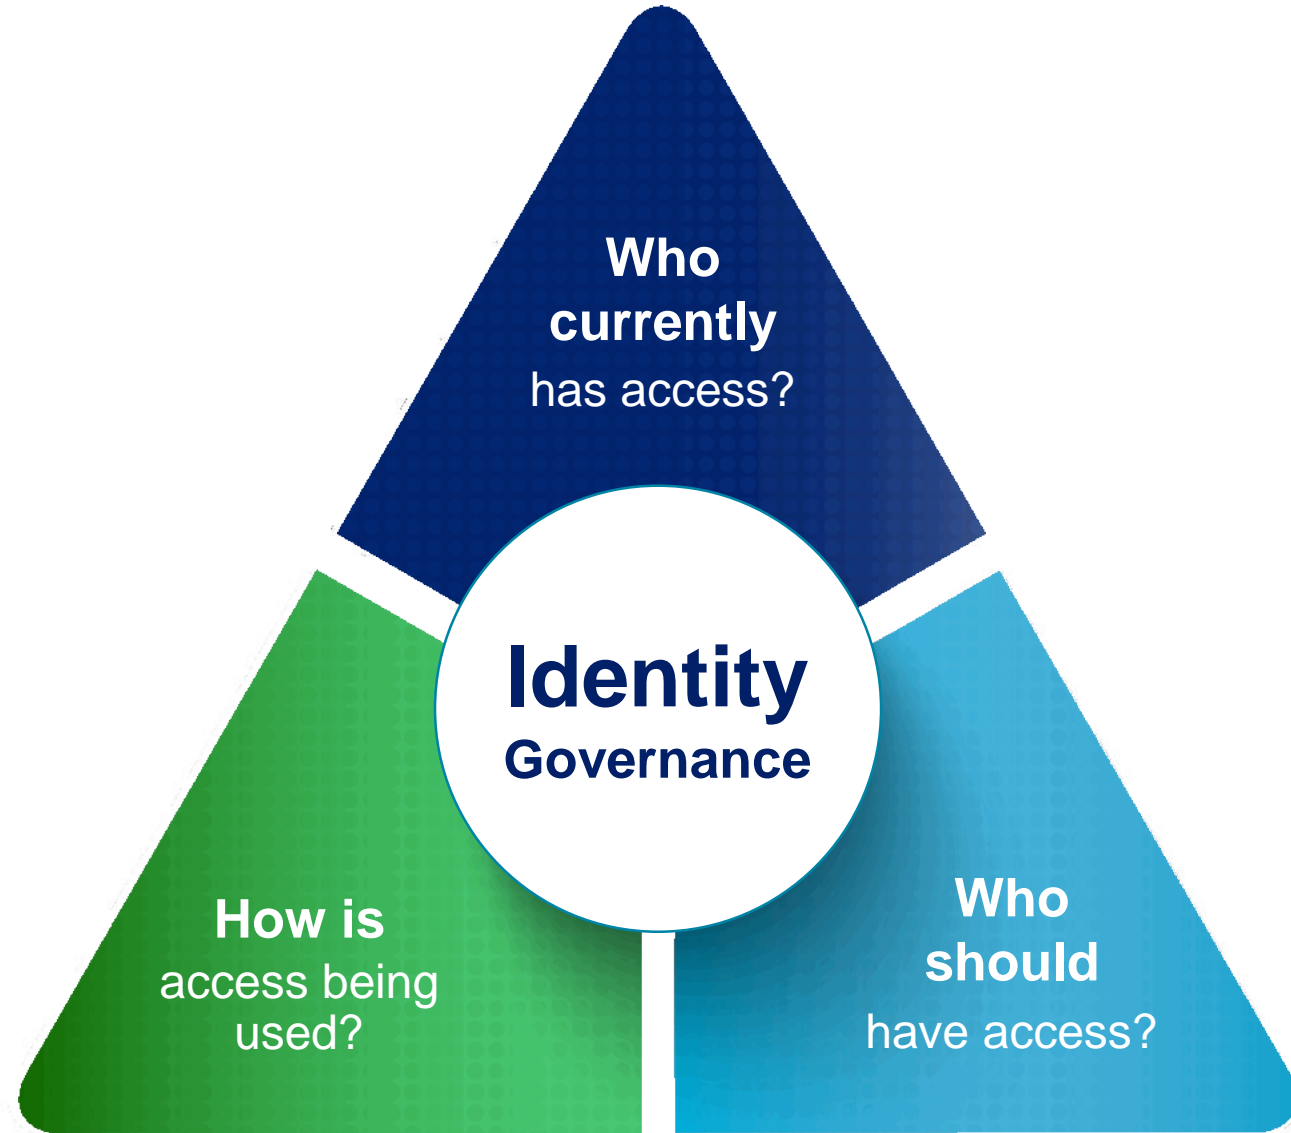 Who
currently
has access?
Identity
Governance
How is
access being
used?
Who
should
have access?